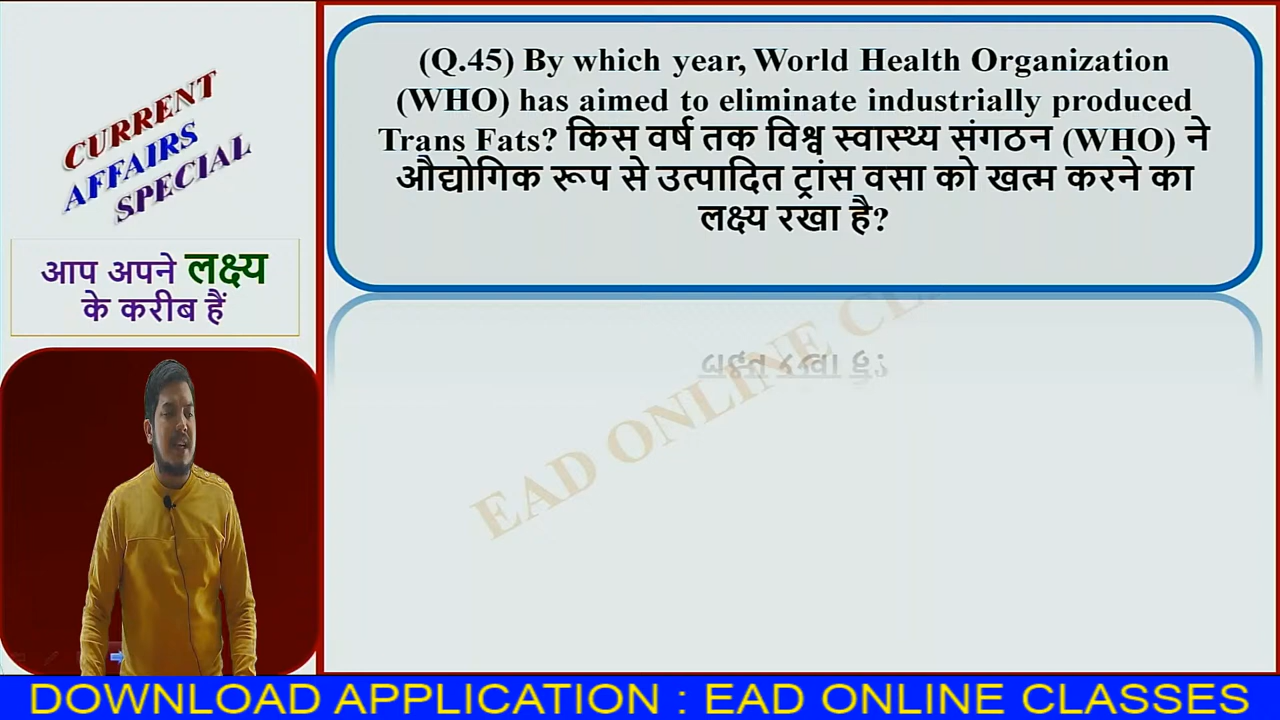 CURRENT
AFFAIRS
SPECIAL
आप अपने लक्ष्य
के करीब हैं
(Q.45) By which year, World Health Organization
(WHO) has aimed to eliminate industrially produced
Trans Fats? किस वर्ष तक विश्व स्वास्थ्य संगठन (WHO) ने
औद्योगिक रूप से उत्पादित ट्रांस वसा को खत्म करने का
लक्ष्य रखा है?
EAD ONLINE
DOWNLOAD APPLICATION : EAD ONLINE CLASSES